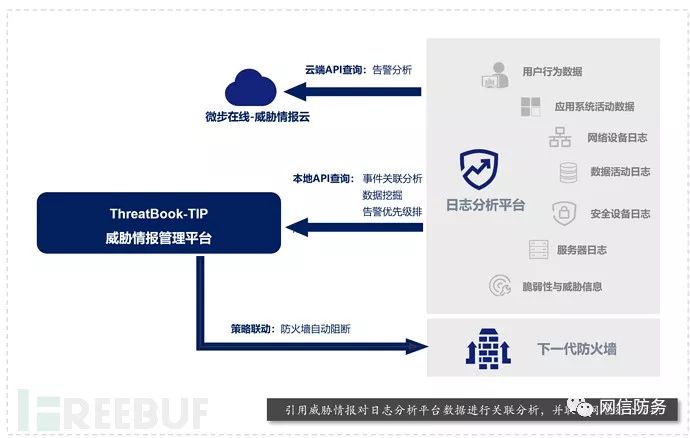 云端API查询：告警分析
微步在线-威胁情报云
本地API查询：事件关联分析
数据挖掘
告警优先级排
ThreatBook-TIP
威胁情报管理平台
策略联动：防火墙自动阻断
用户行为数据
应用系统活动数据
网络设备日志
数据活动日志
日志分析平台
安全设备日志
服务器日志
脆弱性与威胁信息
下一代防火墙
REEBUF
引用威胁情报对日志分析平台数据进行关联分析，并
网信防务